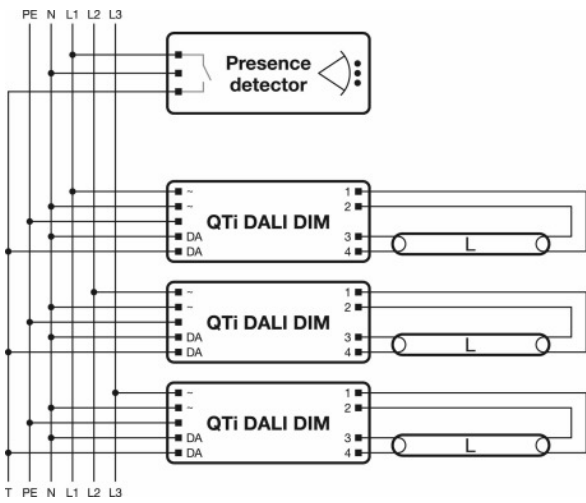 PE N L1 L2 L3
Presence
detector
~ 1
~ 2
QTi DALI DIM
DA 3 L
DA 4
~ 1
~ 2
QTi DALI DIM
DA 3 L
DA 4
~ 1
~ 2
QTi DALI DIM
DA 3 L
DA 4
T PE N L1 L2 L3